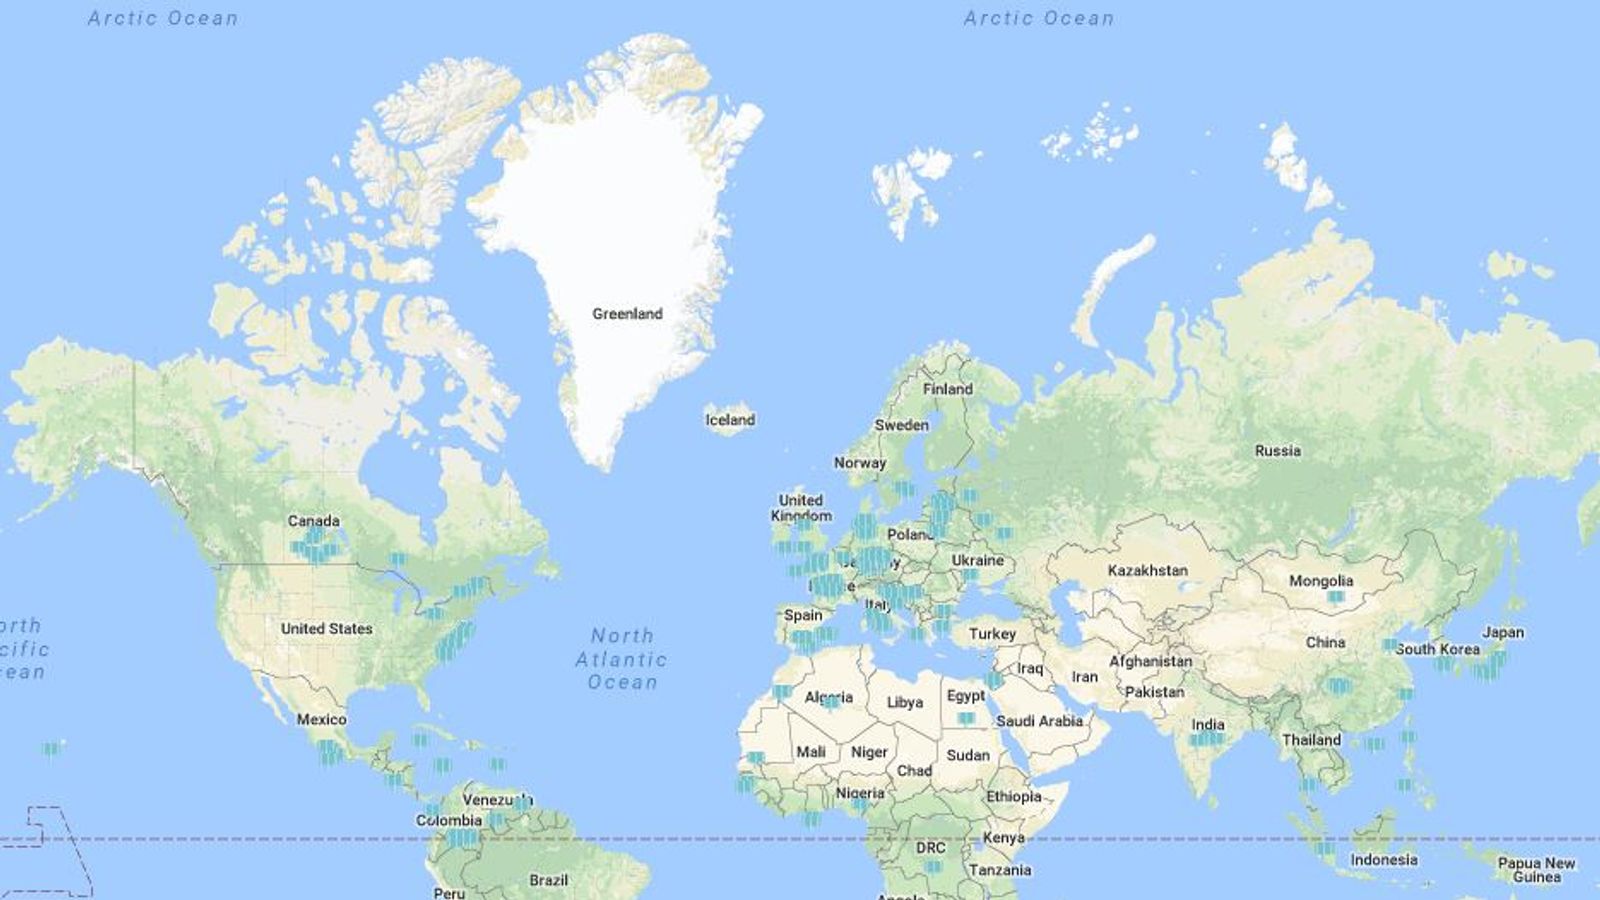 Arctic Ocean
Arctic Ocean
Greenland
Finland
Iceland
Sweden
Russia
Norway
United
Kingdom
Canada
Poland
Ukraine
Kazakhstan
Mongolia
Italy
Spain
United States
North
Atlantic
Ocean
Turkey
China
Japan
South Korea
Afghanistan
Iraq
Iran
Pakistan
Algeria
Libya
Egypt
Saudi Arabia
India
Mexico
Thailand
Mali
Niger
Sudan
Chad
Nigeria
Ethiopia
Venezuela
Colombia
Kenya
DRC
Indonesia
Papua New
Guinea
Tanzania
Brazil
Peru